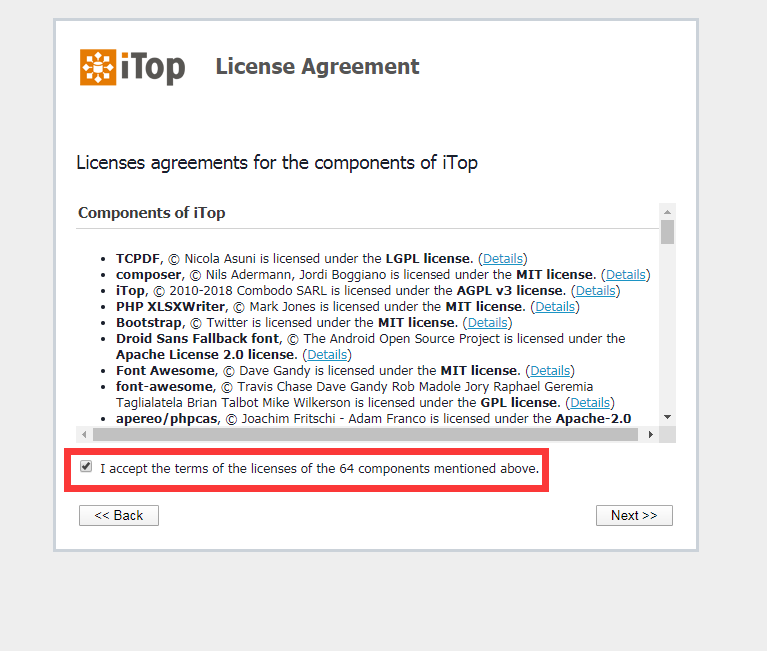 iTop License Agreement
Licenses agreements for the components of iTop
Components of iTop
• TCPDF, © Nicola Asuni is licensed under the LGPL license. (Details)
• composer, © Nils Adermann, Jordi Boggiano is licensed under the MIT license. (Details)
• iTop, © 2010-2018 Combodo SARL is licensed under the AGPL v3 license. (Details)
• PHP XLSXWriter, © Mark Jones is licensed under the MIT license. (Details)
• Bootstrap, © Twitter is licensed under the MIT license. (Details)
• Droid Sans Fallback font, © The Android Open Source Project is licensed under the
Apache License 2.0 license. (Details)
• Font Awesome, © Dave Gandy is licensed under the MIT license. (Details)
• font-awesome, © Travis Chase Dave Gandy Rob Madole Jory Raphael Geremia
Taglialatela Brian Talbot Mike Wilkerson is licensed under the GPL license. (Details)
• apereo/phpcas, © Joachim Fritschi - Adam Franco is licensed under the Apache-2.0
I accept the terms of the licenses of the 64 components mentioned above.
<< Back
Next >>